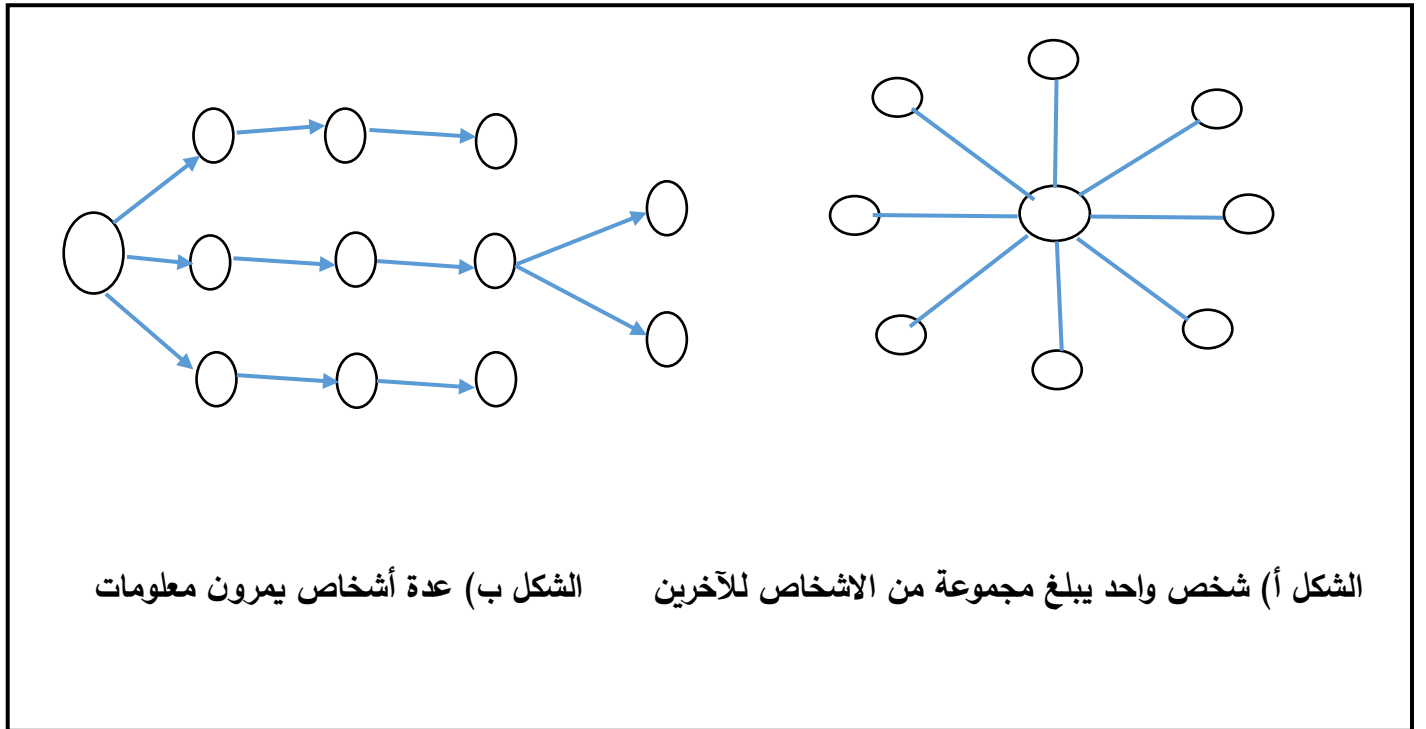 الشكل أ) شخص واحد يبلغ مجموعة من الاشخاص للآخرين الشكل ب) عدة أشخاص يمرون معلومات